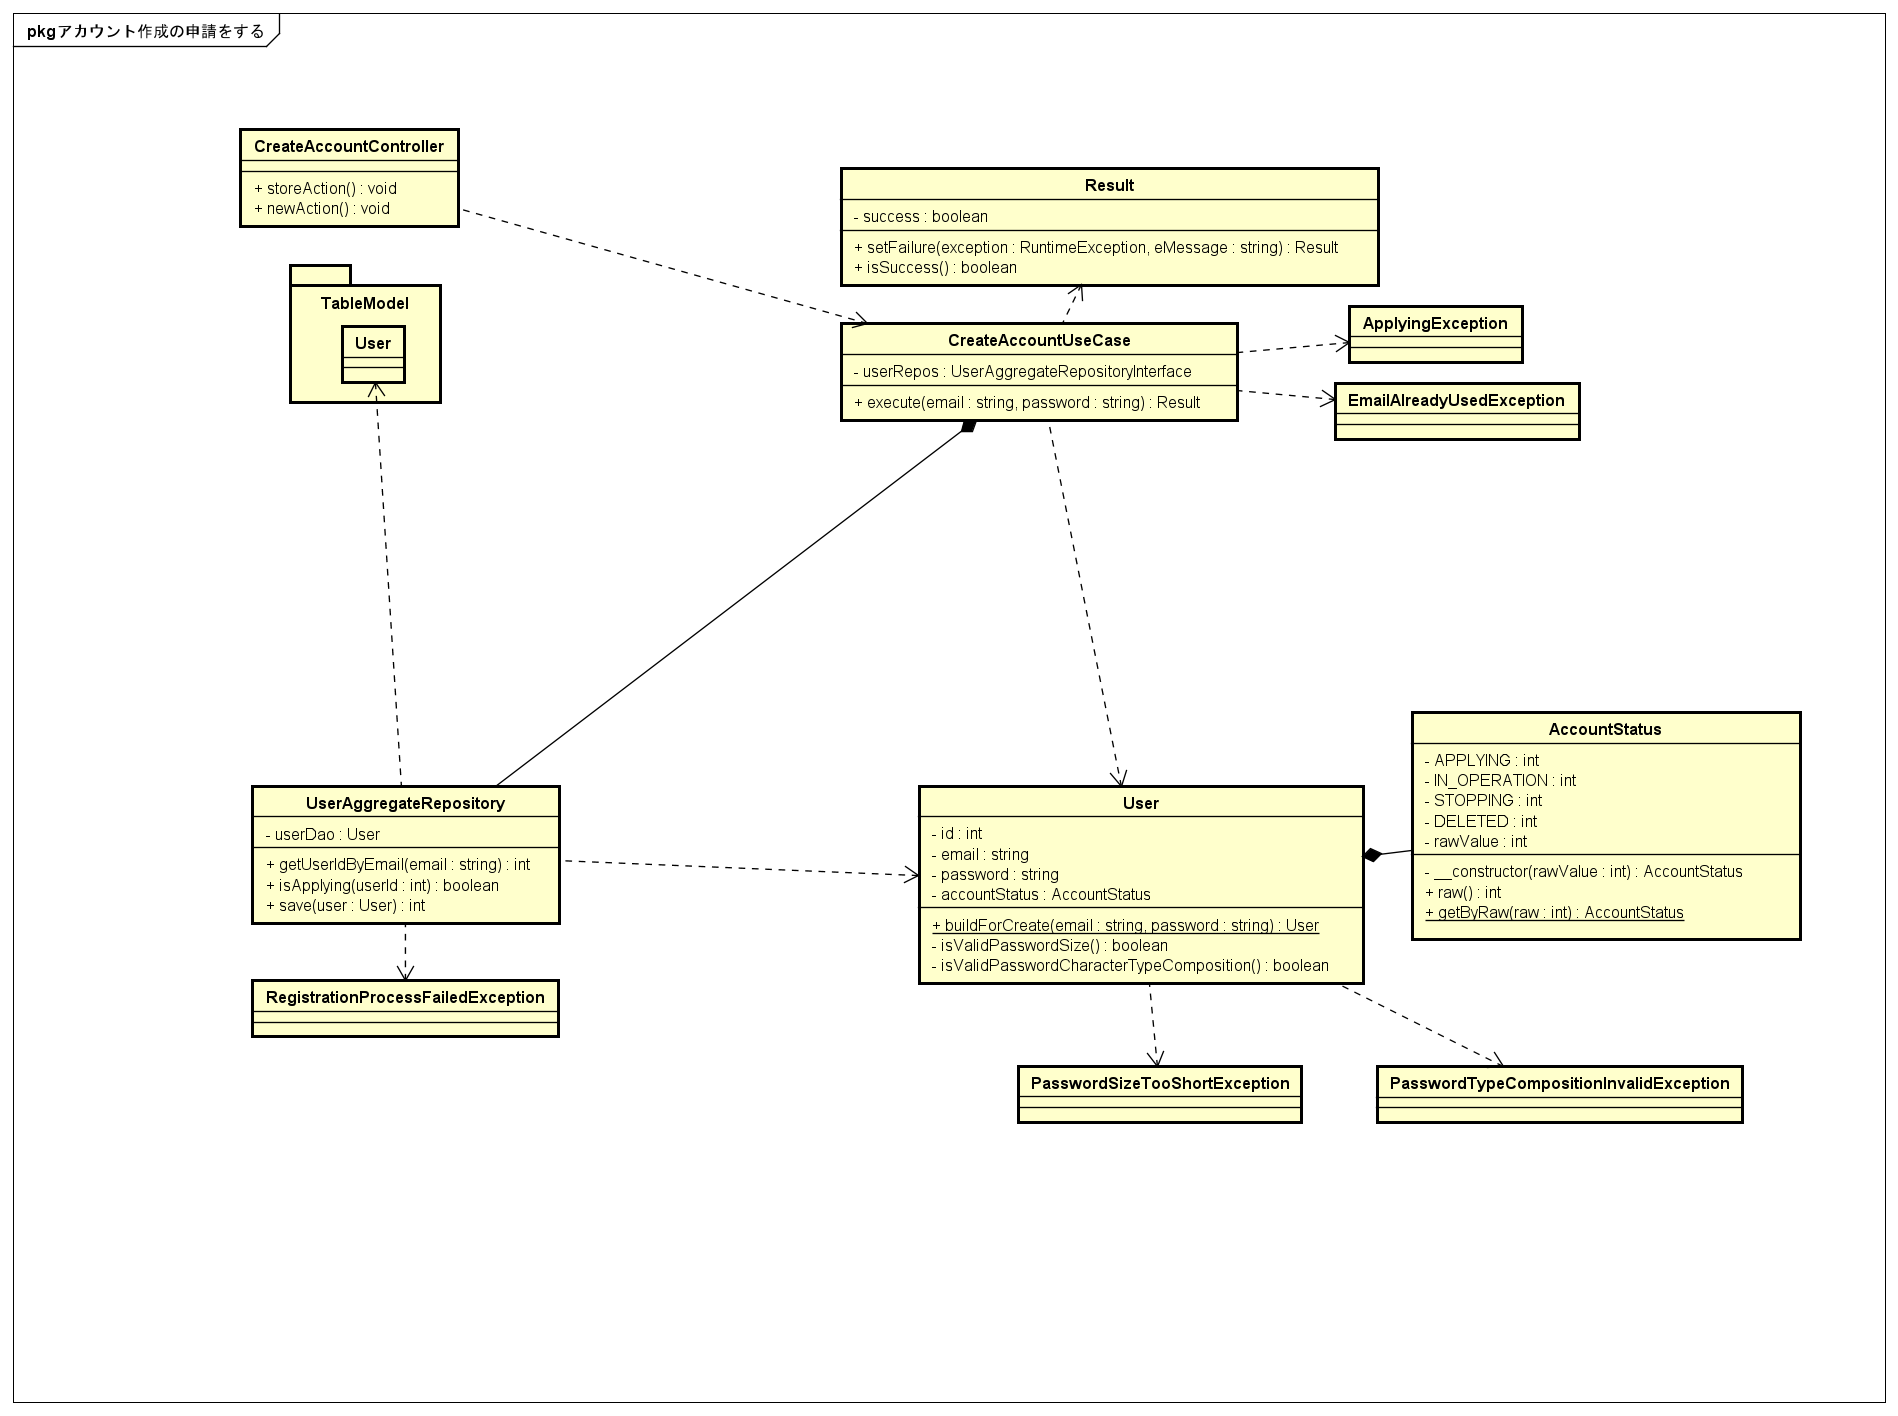 pkgアカウント作成の申請をする
CreateAccountController
+ storeAction() : void
+ newAction() : void
Result
- success : boolean
+ setFailure(exception : RuntimeException, eMessage : string) : Result
+ isSuccess() : boolean
TableModel
User
CreateAccountUseCase
- userRepos : UserAggregateRepositoryInterface
+ execute(email : string, password : string) : Result
ApplyingException
EmailAlreadyUsedException
AccountStatus
- APPLYING : int
- IN_OPERATION : int
- STOPPING : int
- DELETED : int
- rawValue : int
- __constructor(rawValue : int) : AccountStatus
+ raw() : int
+ getByRaw(raw : int) : AccountStatus
UserAggregateRepository
- userDao : User
+ getUserIdByEmail(email : string) : int
+ isApplying(userId : int) : boolean
+ save(user : User) : int
User
- id : int
- email : string
- password : string
- accountStatus : AccountStatus
+ buildForCreate(email : string, password : string) : User
- isValidPasswordSize() : boolean
- isValidPasswordCharacterTypeComposition() : boolean
RegistrationProcessFailedException
PasswordSizeTooShortException
PasswordTypeCompositionInvalidException